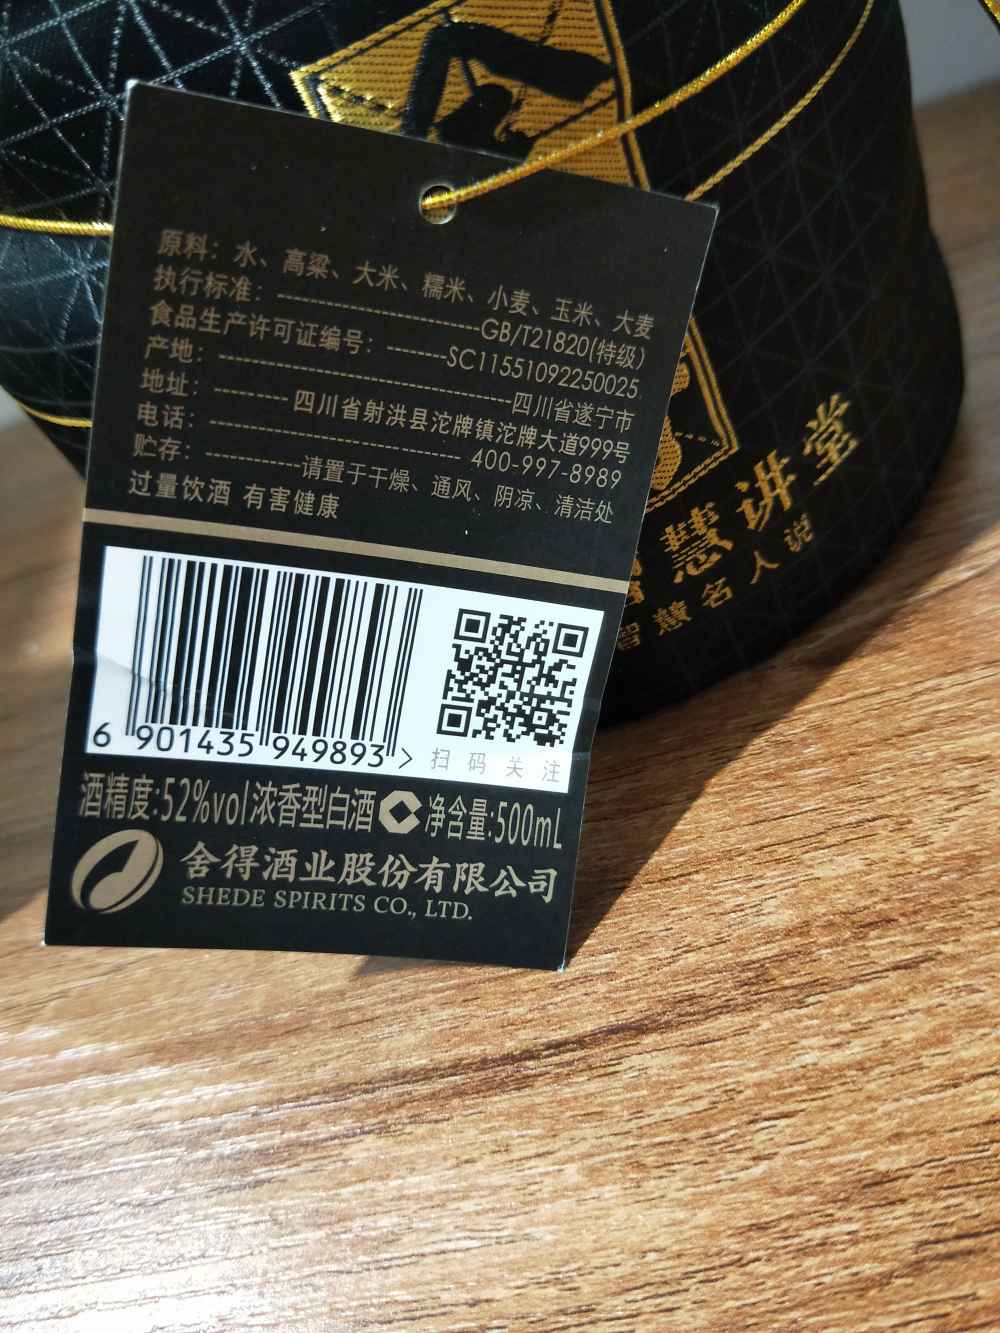 原料：水、高粱、大米、糯米、小麦、玉米、大麦
执行标准：GB/T21820(特级)
食品生产许可证编号：SC11551092250025
产地：四川省遂宁市
地址：四川省射洪县沱牌镇沱牌大道999号
电话：400-997-8989
贮存：请置于干燥、通风、阴凉、清洁处
过量饮酒 有害健康
6 901435 949893 >
扫码关注
酒精度:52%vol浓香型白酒 净含量:500mL
舍得酒业股份有限公司
SHEDE SPIRITS CO., LTD.
慧讲堂
智慧名人说